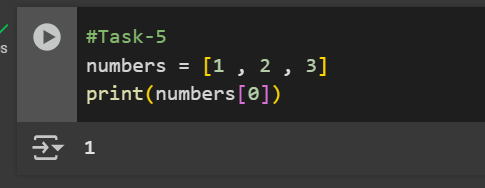 #Task-5
s
numbers = [1 , 2 , 3]
print(numbers[0])
1